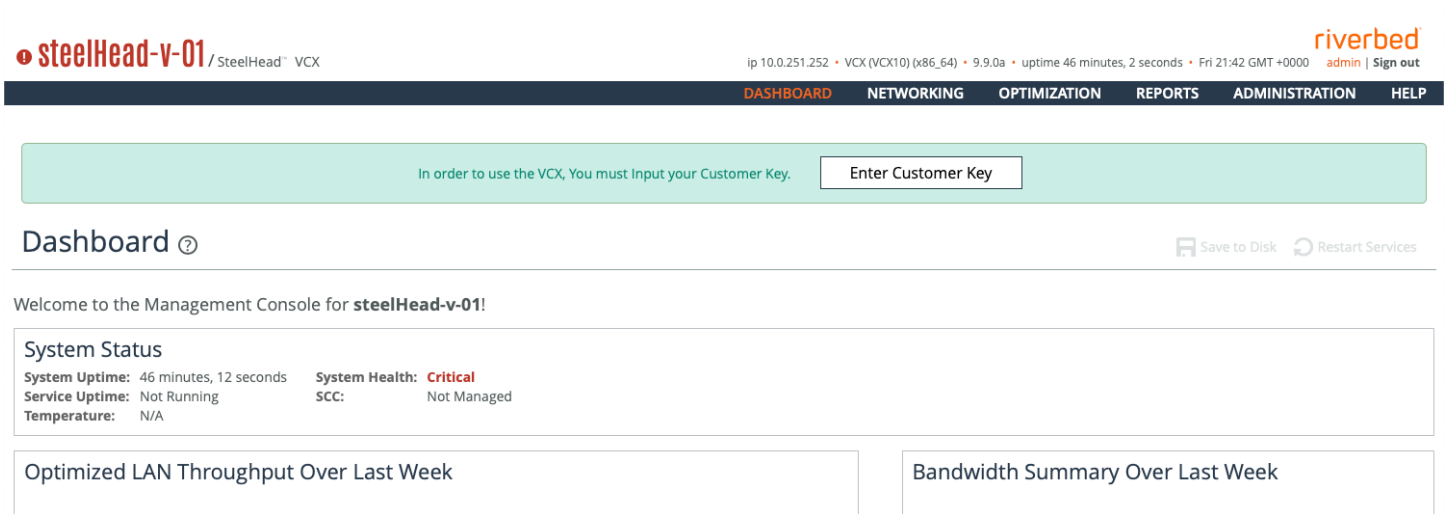 riverbed
steelHead-v-01 / SteelHead™ VCX
ip 10.0.251.252 • VCX (VCX10) (x86_64) • 9.9.0a • uptime 46 minutes, 2 seconds • Fri 21:42 GMT +0000 admin | Sign out
DASHBOARD NETWORKING OPTIMIZATION REPORTS ADMINISTRATION HELP
In order to use the VCX, You must Input your Customer Key. Enter Customer Key
Dashboard ?
Save to Disk Restart Services
Welcome to the Management Console for steelHead-v-01!
System Status
System Uptime: 46 minutes, 12 seconds System Health: Critical
Service Uptime: Not Running SCC: Not Managed
Temperature: N/A
Optimized LAN Throughput Over Last Week Bandwidth Summary Over Last Week